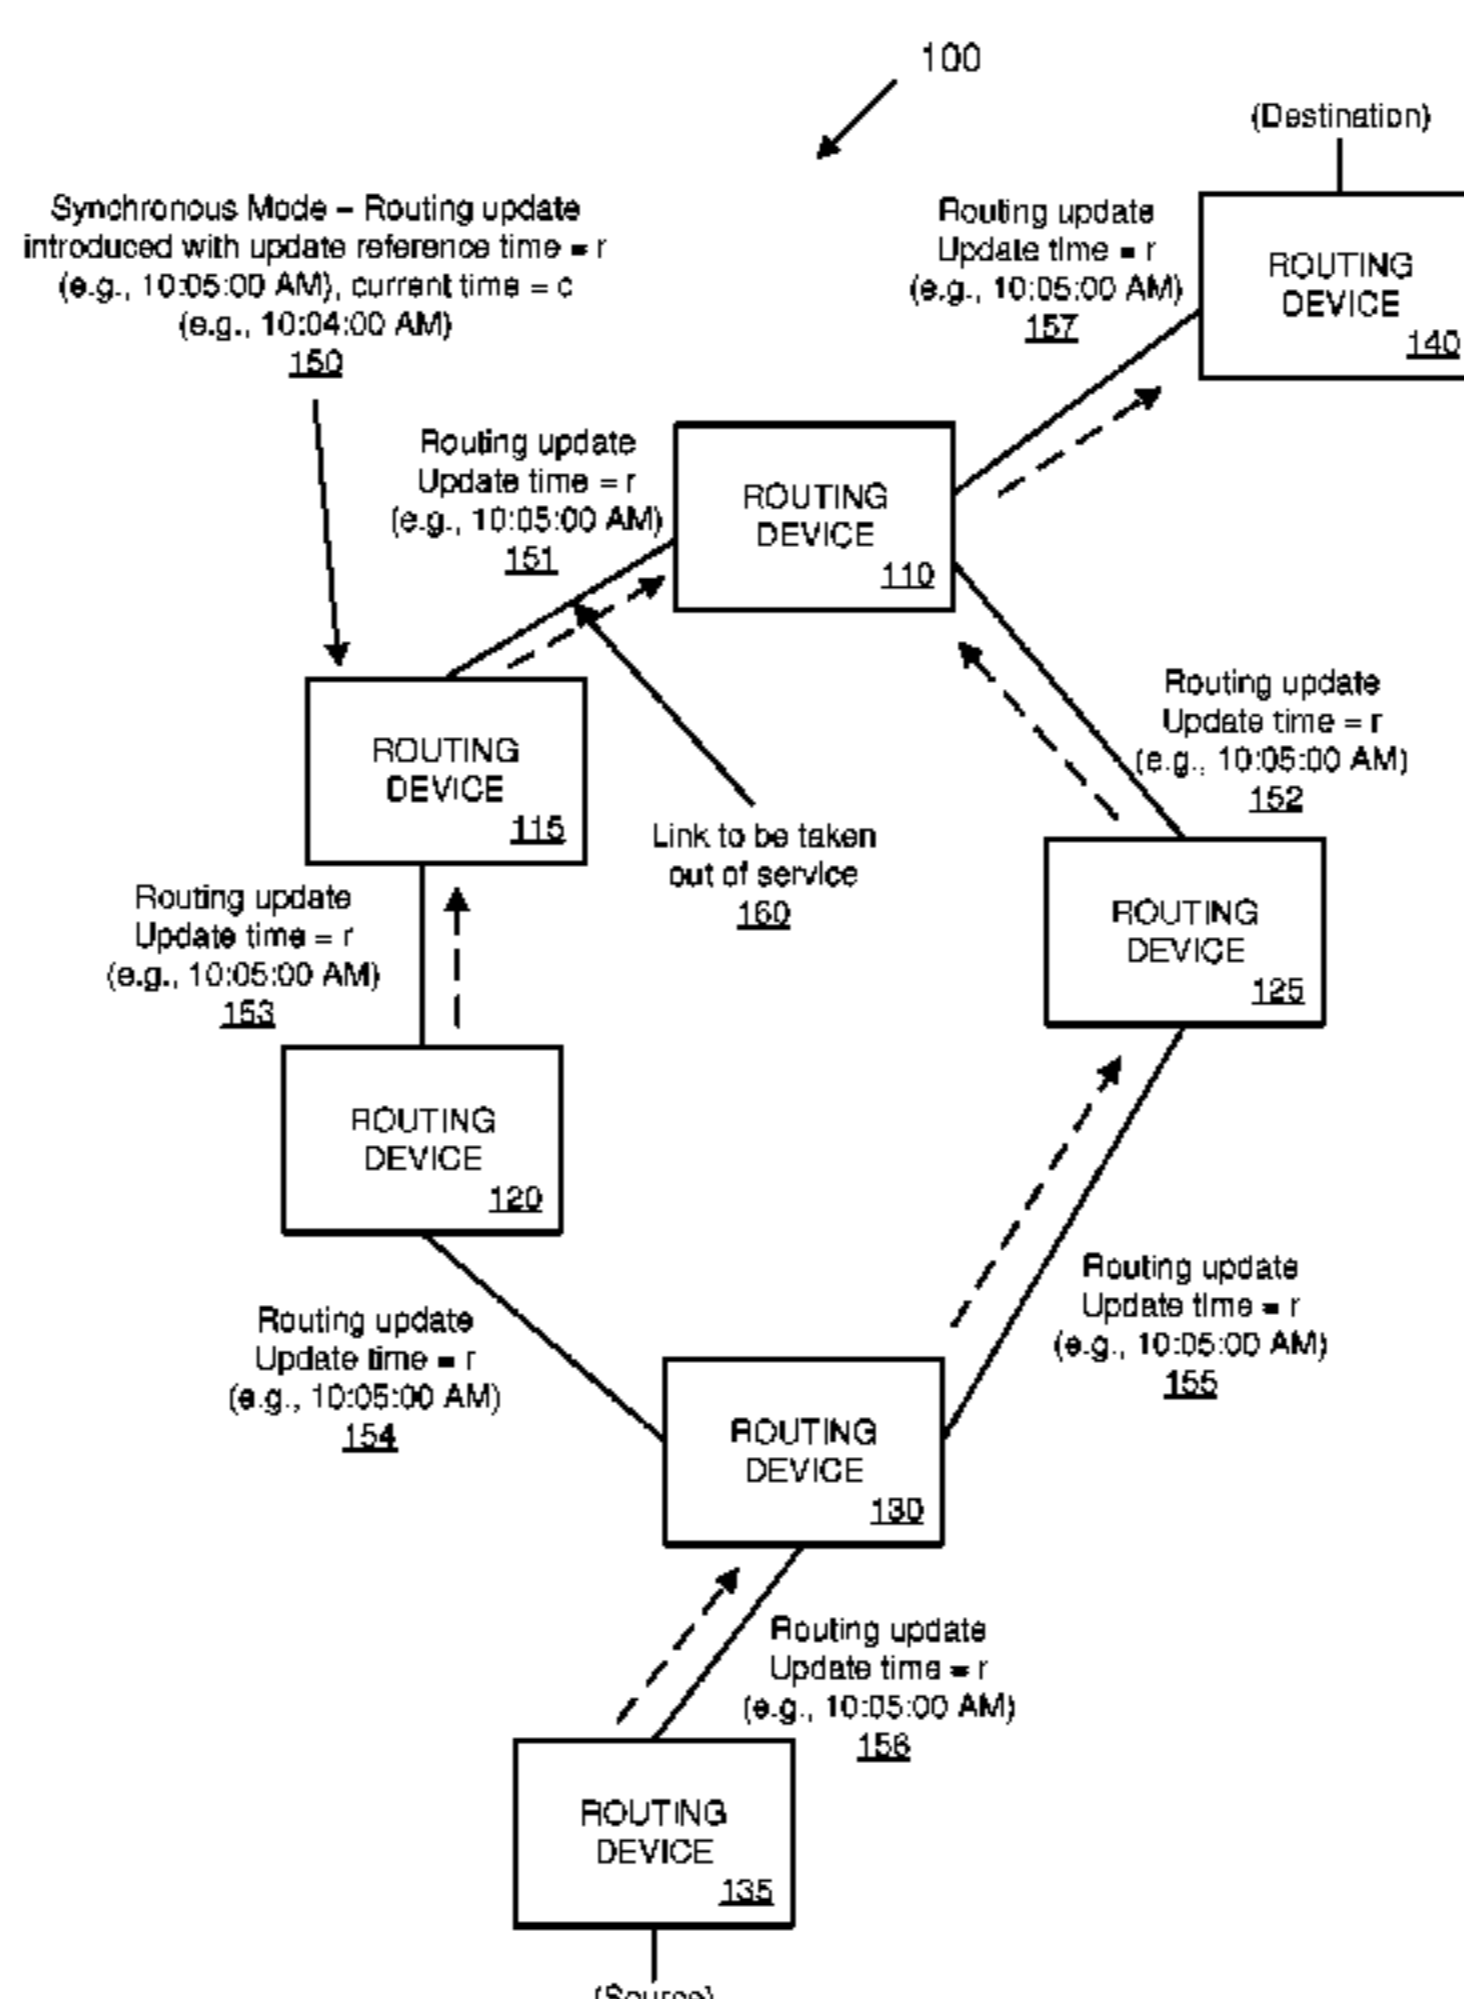 100
(Destination)
Synchronous Mode – Routing update
introduced with update reference time = r
(e.g., 10:05:00 AM), current time = c
(e.g., 10:04:00 AM)
150
Routing update
Update time = r
(e.g., 10:05:00 AM)
157
ROUTING
DEVICE
140
Routing update
Update time = r
(e.g., 10:05:00 AM)
151
ROUTING
DEVICE
110
Routing update
Update time = r
(e.g., 10:05:00 AM)
152
ROUTING
DEVICE
115
Link to be taken
out of service
160
Routing update
Update time = r
(e.g., 10:05:00 AM)
153
ROUTING
DEVICE
125
ROUTING
DEVICE
120
Routing update
Update time = r
(e.g., 10:05:00 AM)
155
Routing update
Update time = r
(e.g., 10:05:00 AM)
154
ROUTING
DEVICE
130
Routing update
Update time = r
(e.g., 10:05:00 AM)
156
ROUTING
DEVICE
135
(Source)